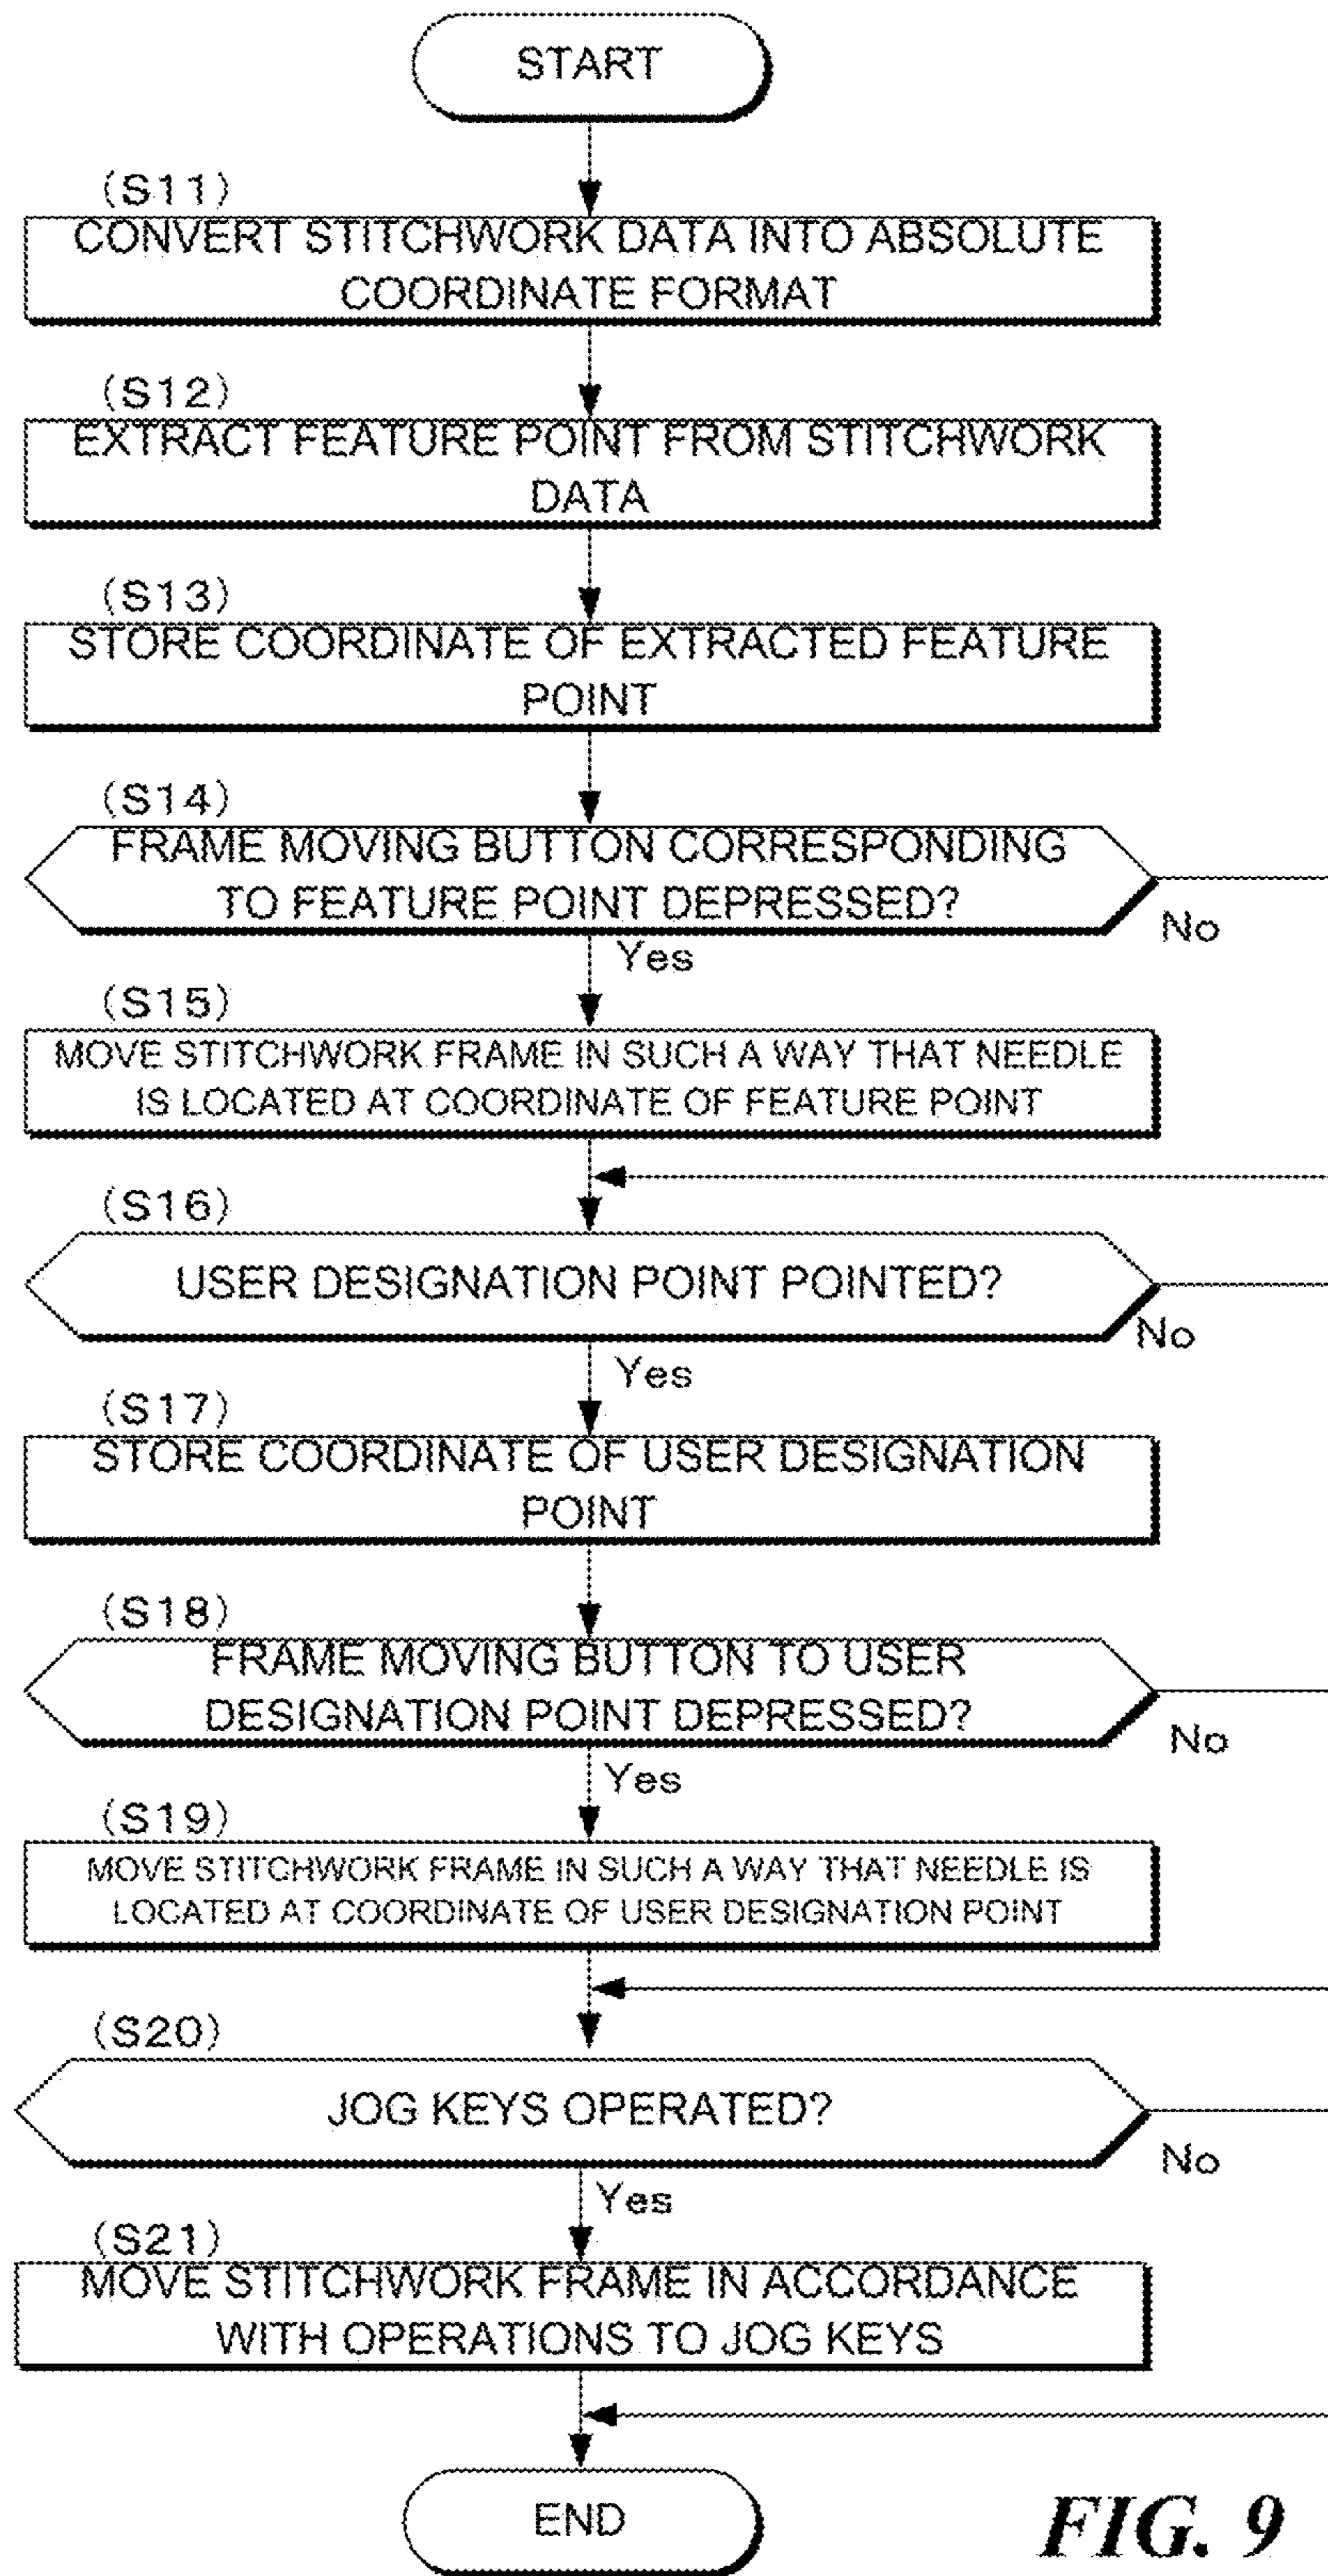 START
(S11)
CONVERT STITCHWORK DATA INTO ABSOLUTE
COORDINATE FORMAT
(S12)
EXTRACT FEATURE POINT FROM STITCHWORK
DATA
(S13)
STORE COORDINATE OF EXTRACTED FEATURE
POINT
(S14)
FRAME MOVING BUTTON CORRESPONDING
TO FEATURE POINT DEPRESSED?
No
Yes
(S15)
MOVE STITCHWORK FRAME IN SUCH A WAY THAT NEEDLE
IS LOCATED AT COORDINATE OF FEATURE POINT
(S16)
USER DESIGNATION POINT POINTED?
No
Yes
(S17)
STORE COORDINATE OF USER DESIGNATION
POINT
(S18)
FRAME MOVING BUTTON TO USER
DESIGNATION POINT DEPRESSED?
No
Yes
(S19)
MOVE STITCHWORK FRAME IN SUCH A WAY THAT NEEDLE IS
LOCATED AT COORDINATE OF USER DESIGNATION POINT
(S20)
JOG KEYS OPERATED?
No
Yes
(S21)
MOVE STITCHWORK FRAME IN ACCORDANCE
WITH OPERATIONS TO JOG KEYS
END
FIG. 9